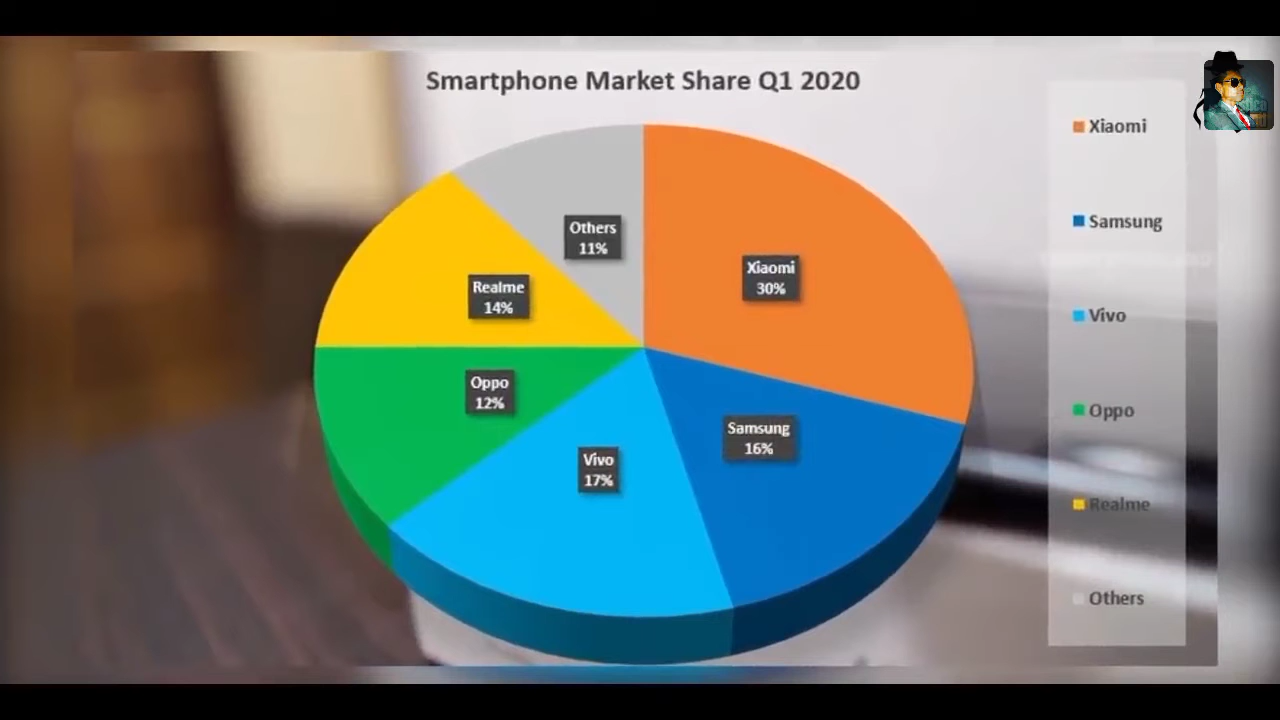 Smartphone Market Share Q1 2020
Others
11%
Xiaomi
30%
Realme
14%
Oppo
12%
Samsung
16%
Vivo
17%
Xiaomi
Samsung
Vivo
Oppo
Realme
Others